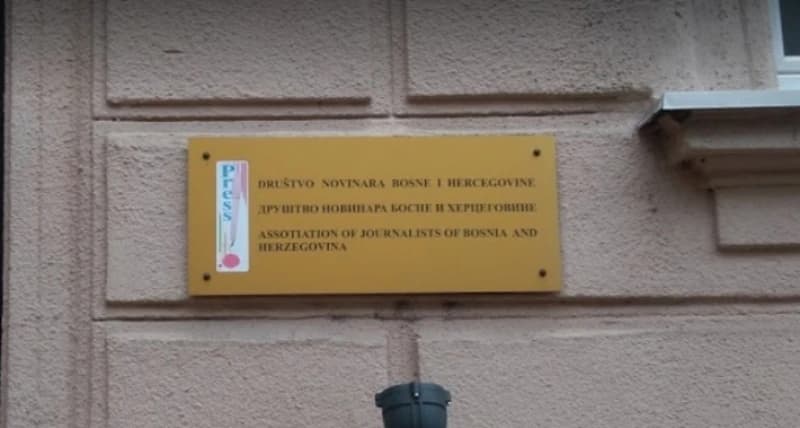 Press
DRUŠTVO NOVINARA BOSNE I HERCEGOVINE
ДРУШТВО НОВИНАРА БОСНЕ И ХЕРЦЕГОВИНЕ
ASSOTIATION OF JOURNALISTS OF BOSNIA AND
HERZEGOVINA